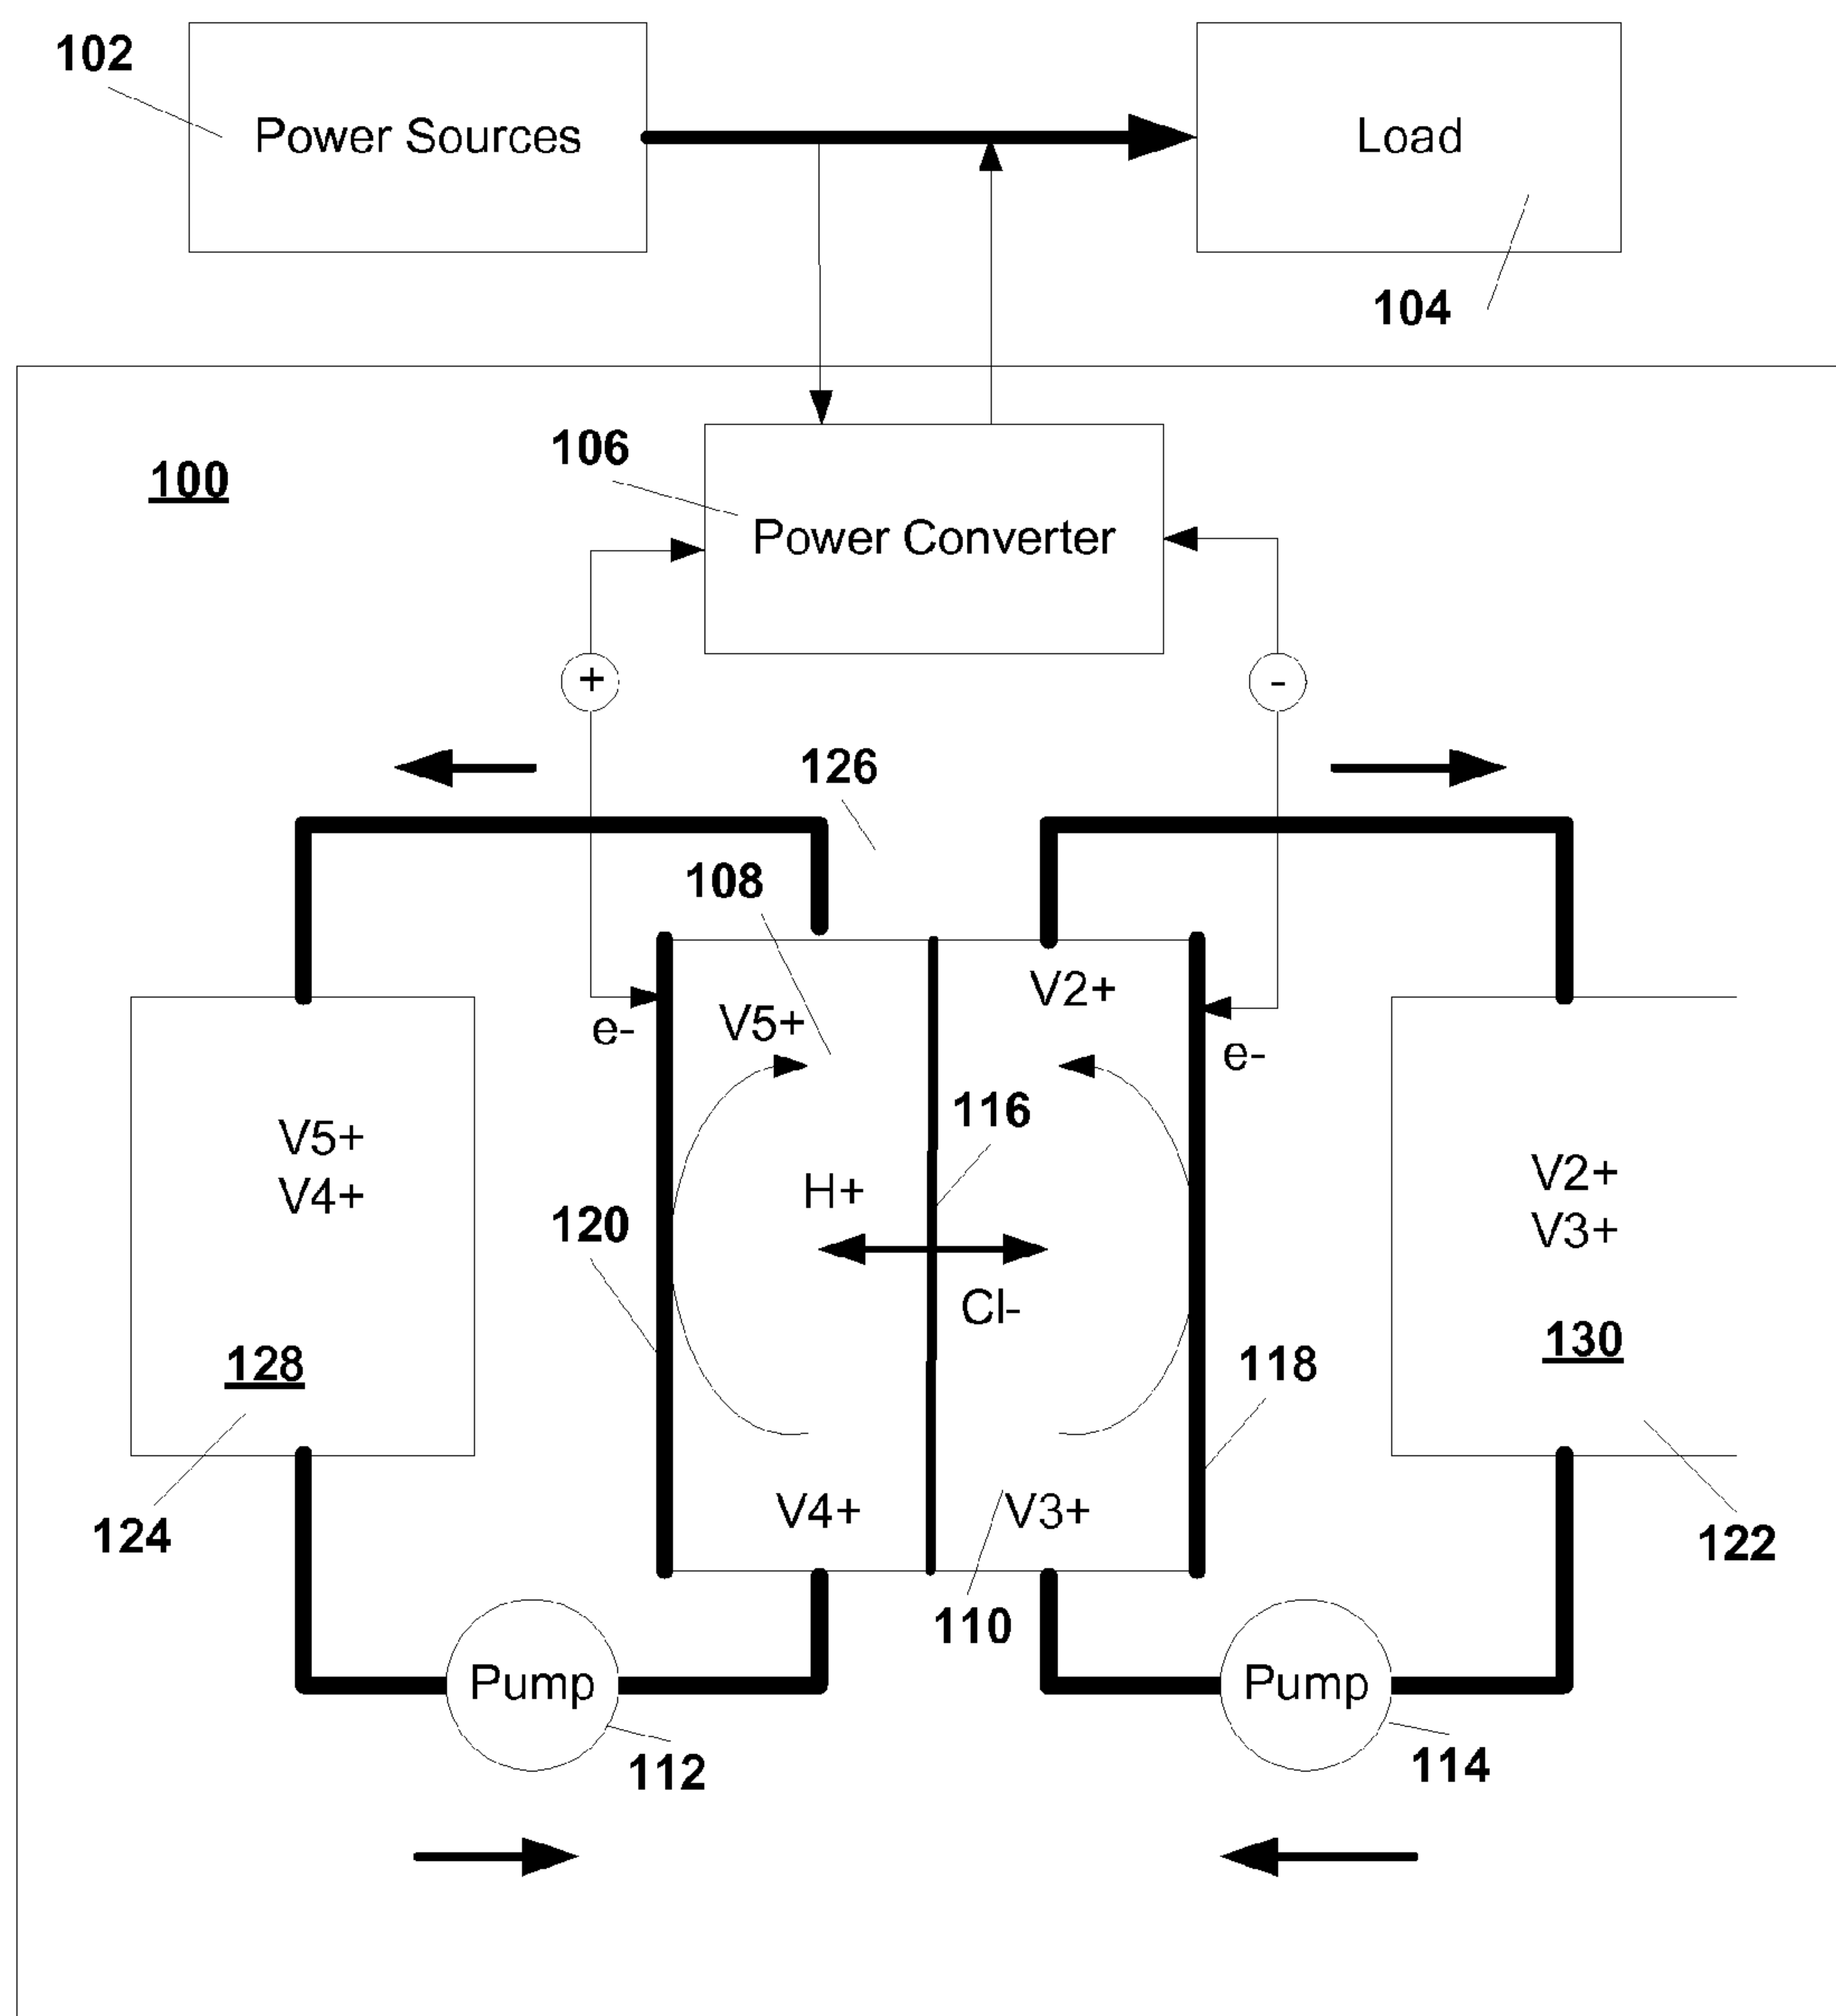 102
Power Sources
Load
104
106
100
Power Converter
+
-
126
108
V5+
V2+
e-
e-
V5+
V4+
116
V2+
V3+
H+
120
Cl-
128
130
118
V4+
V3+
124
122
110
Pump
Pump
112
114